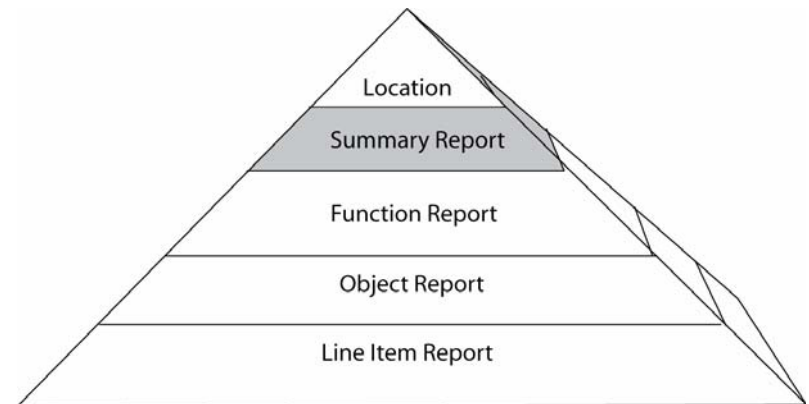 Location
Summary Report
Function Report
Object Report
Line Item Report